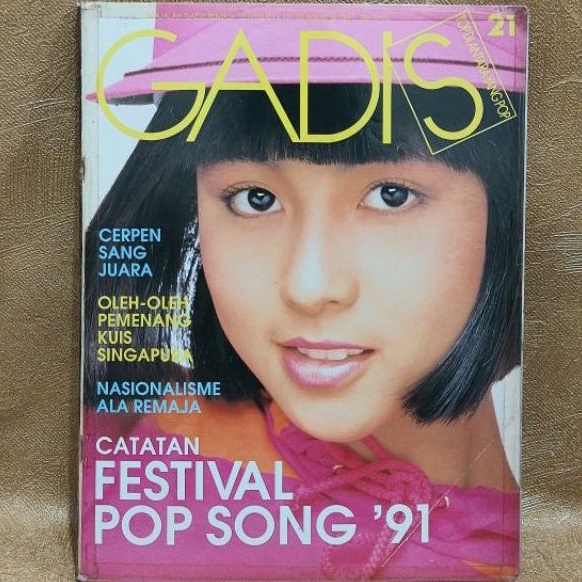 21
GADIS
CERPEN
SANG
JUARA
OLEH-OLEH
PEMENANG
KUIS
SINGAPURA
NASIONALISME
ALA REMAJA
CATATAN
FESTIVAL
POP SONG '91